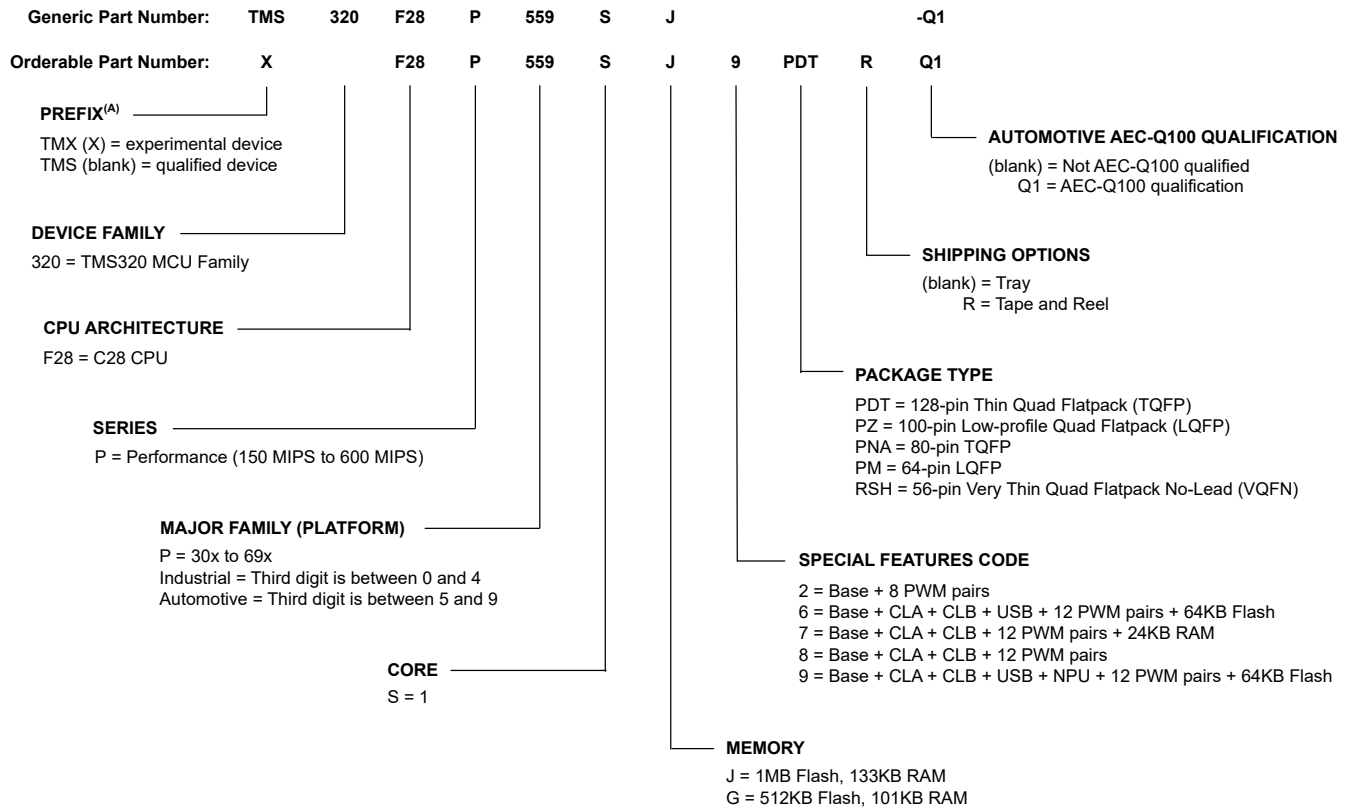 Generic Part Number: TMS 320 F28 P 559 S J -Q1
Orderable Part Number: X F28 P 559 S J 9 PDT R Q1
PREFIX(A)
TMX (X) = experimental device
TMS (blank) = qualified device
AUTOMOTIVE AEC-Q100 QUALIFICATION
(blank) = Not AEC-Q100 qualified
Q1 = AEC-Q100 qualification
DEVICE FAMILY
320 = TMS320 MCU Family
SHIPPING OPTIONS
(blank) = Tray
R = Tape and Reel
CPU ARCHITECTURE
F28 = C28 CPU
PACKAGE TYPE
PDT = 128-pin Thin Quad Flatpack (TQFP)
PZ = 100-pin Low-profile Quad Flatpack (LQFP)
PNA = 80-pin TQFP
PM = 64-pin LQFP
RSH = 56-pin Very Thin Quad Flatpack No-Lead (VQFN)
SERIES
P = Performance (150 MIPS to 600 MIPS)
MAJOR FAMILY (PLATFORM)
P = 30x to 69x
Industrial = Third digit is between 0 and 4
Automotive = Third digit is between 5 and 9
SPECIAL FEATURES CODE
2 = Base + 8 PWM pairs
6 = Base + CLA + CLB + USB + 12 PWM pairs + 64KB Flash
7 = Base + CLA + CLB + 12 PWM pairs + 24KB RAM
8 = Base + CLA + CLB + 12 PWM pairs
9 = Base + CLA + CLB + USB + NPU + 12 PWM pairs + 64KB Flash
CORE
S = 1
MEMORY
J = 1MB Flash, 133KB RAM
G = 512KB Flash, 101KB RAM